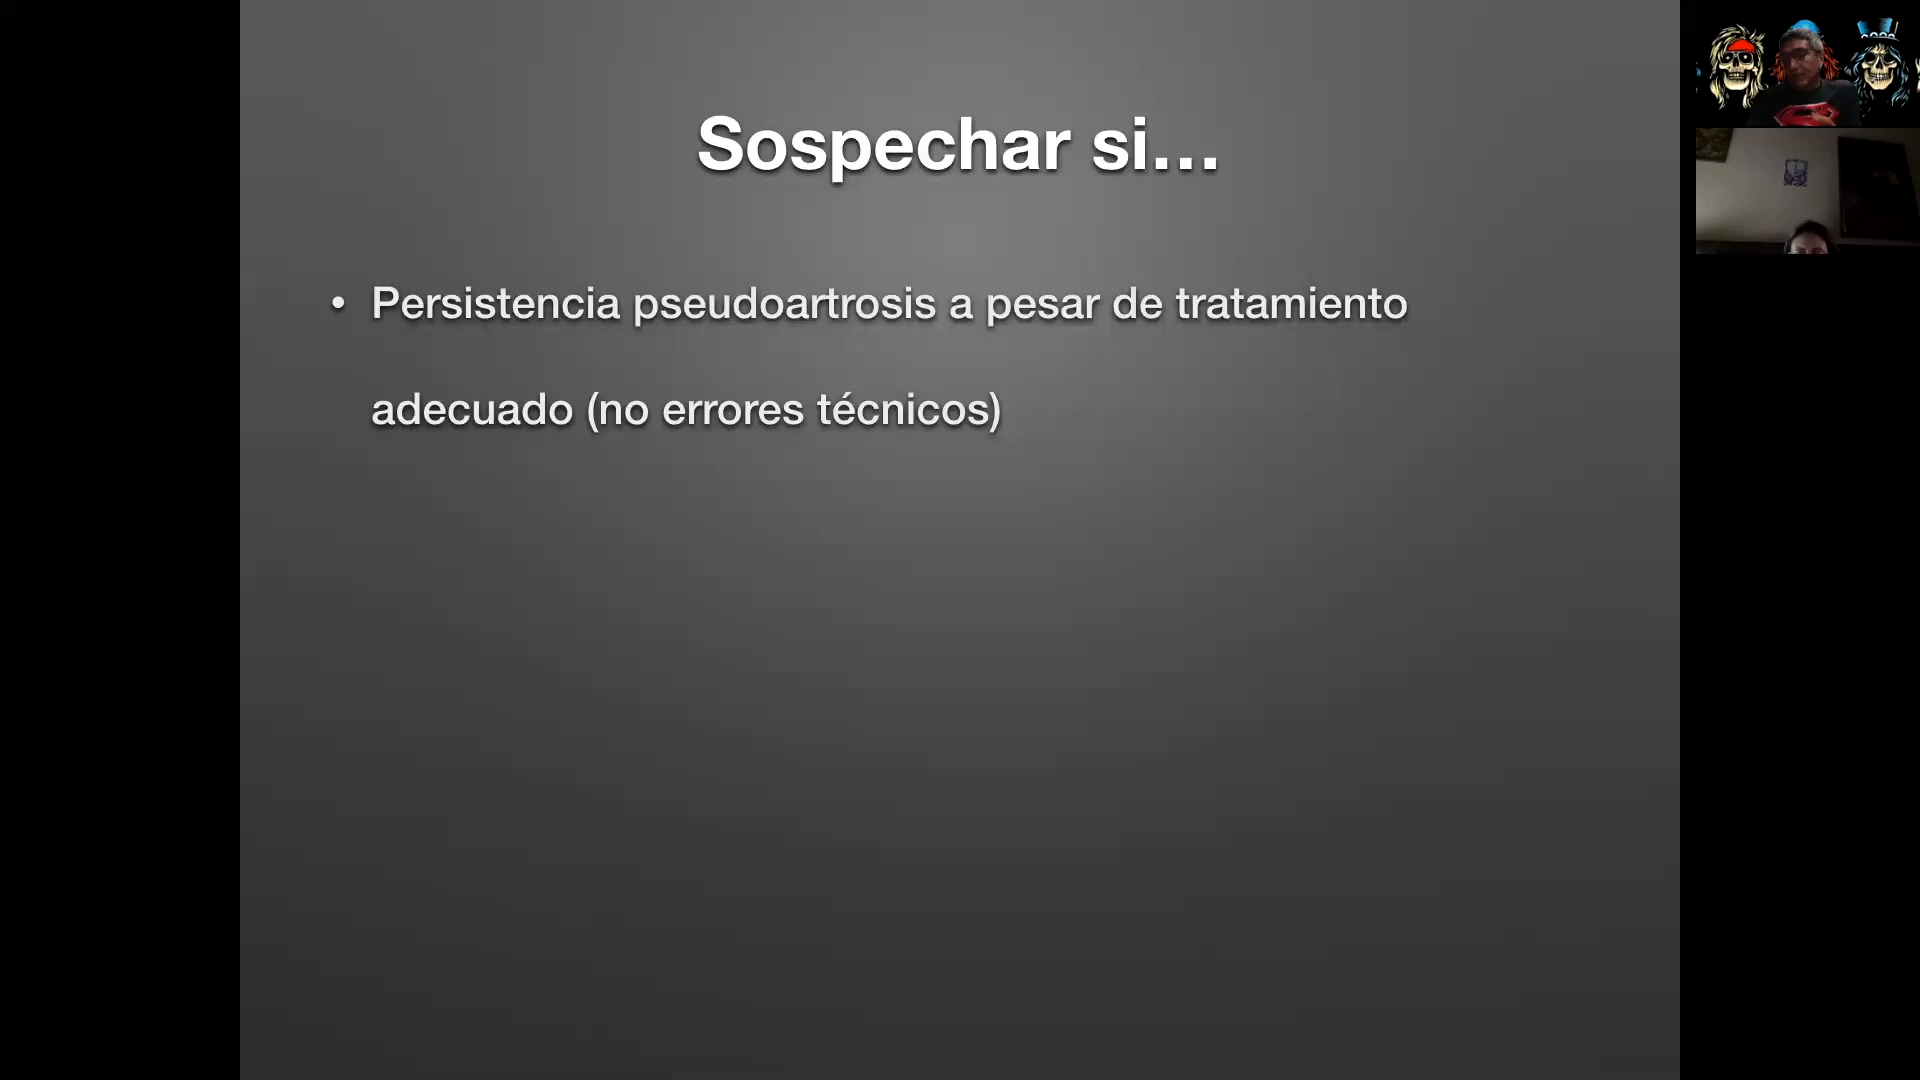 Sospechar si...
• Persistencia pseudoartrosis a pesar de tratamiento
adecuado (no errores técnicos)